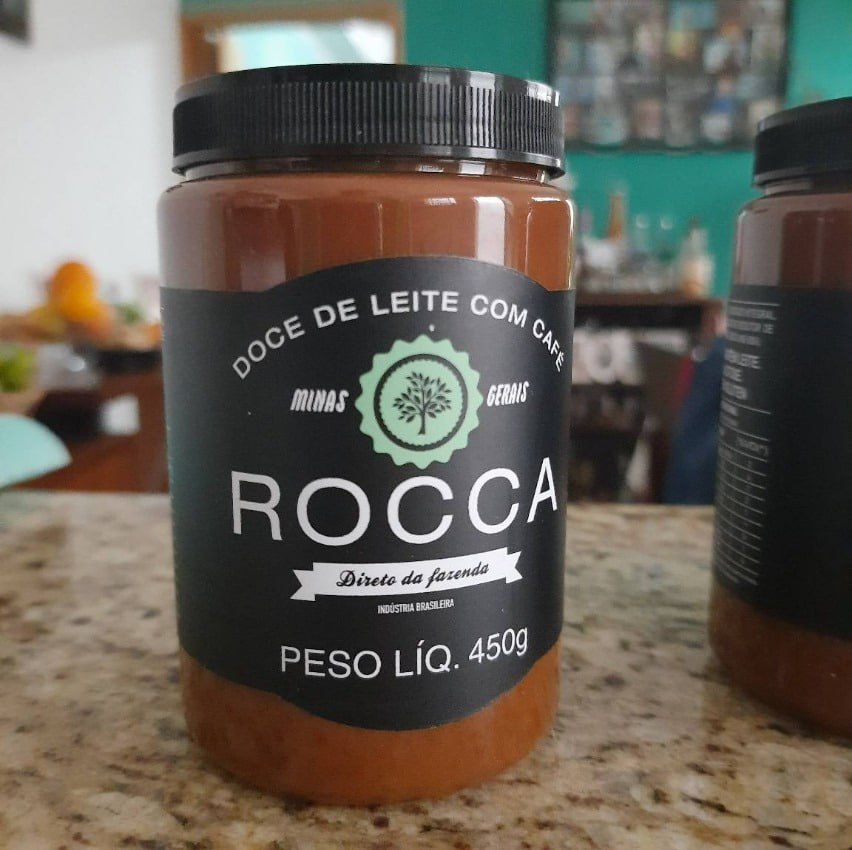 DOCE DE LEITE COM CAFÉ
MINAS GERAIS
ROCCA
Direto da fazenda
INDÚSTRIA BRASILEIRA
PESO LÍQ. 450g